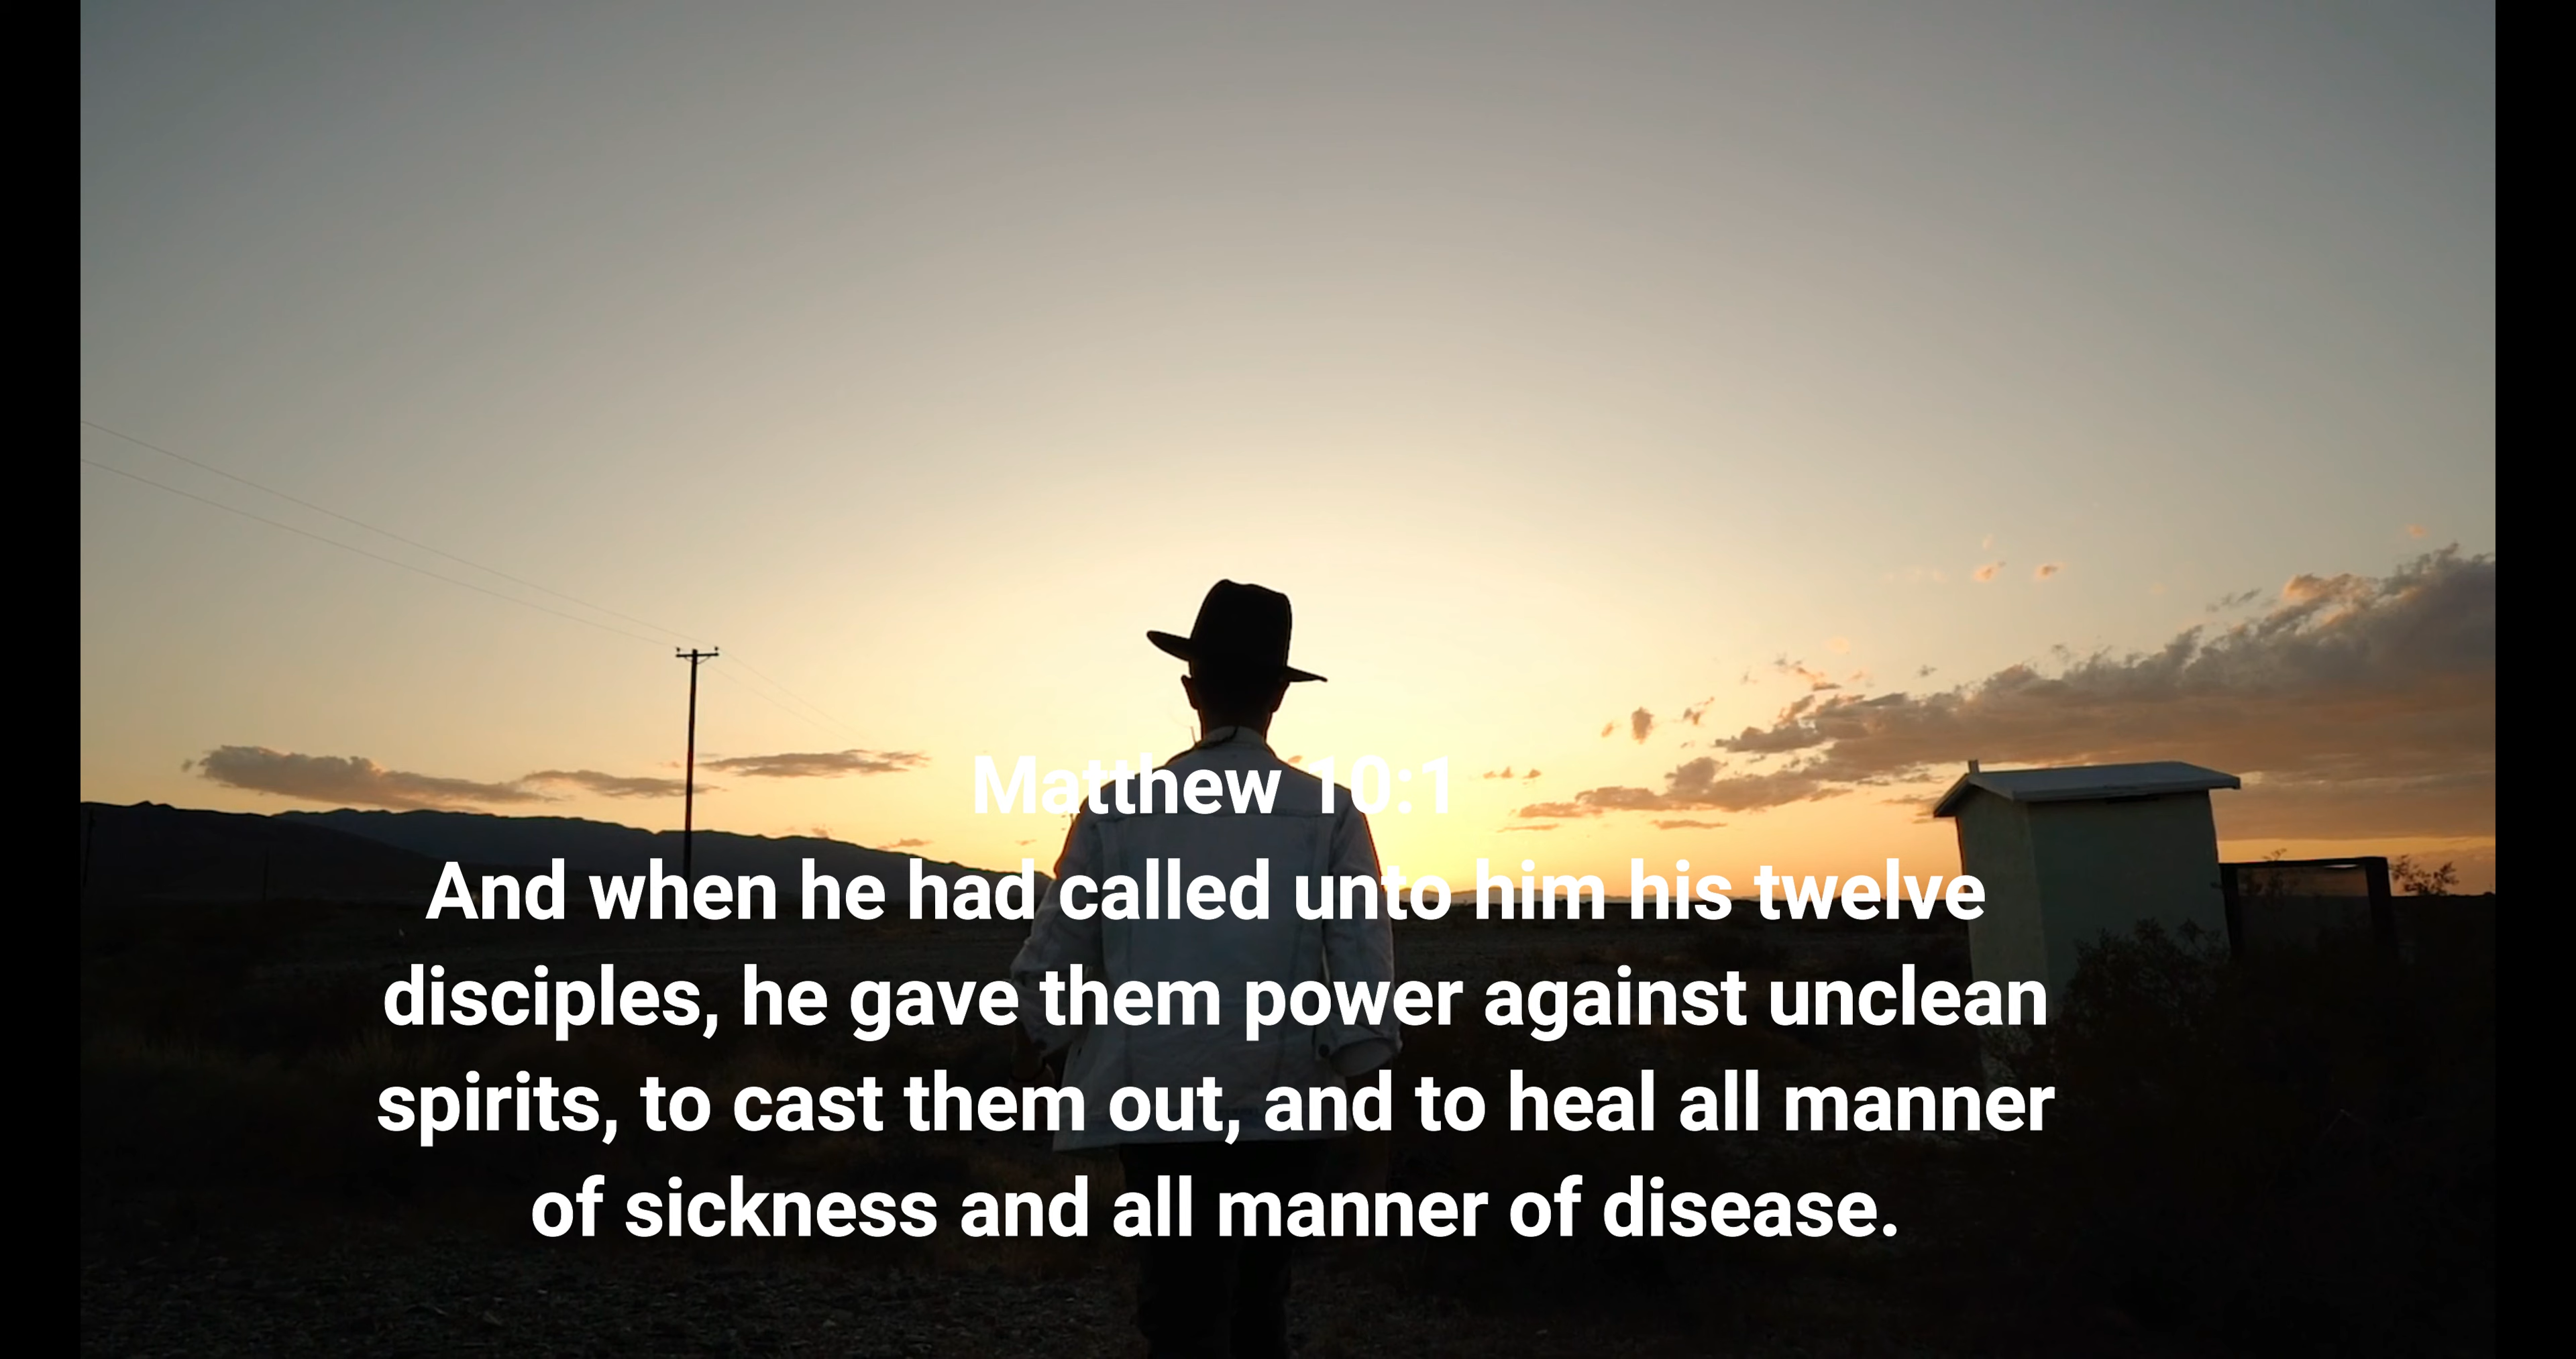 Matthew 10:1
And when he had called unto him his twelve
disciples, he gave them power against unclean
spirits, to cast them out, and to heal all manner
of sickness and all manner of disease.